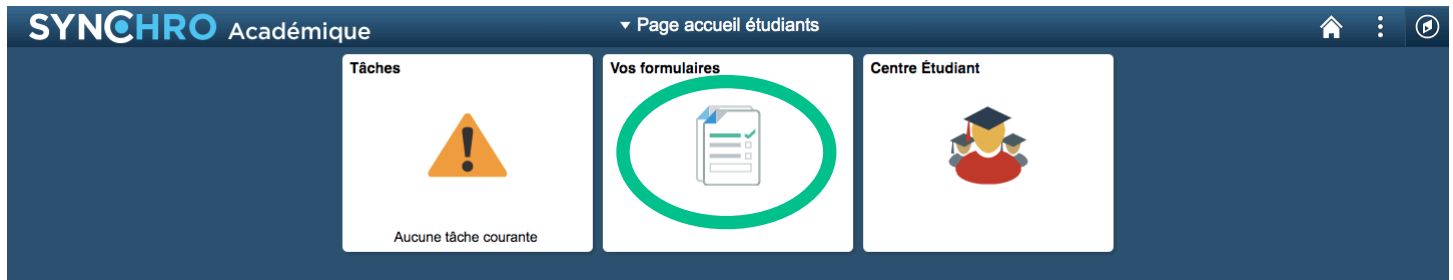 SYNCHRO Académique
Page accueil étudiants
Tâches
Aucune tâche courante
Vos formulaires
Centre Étudiant